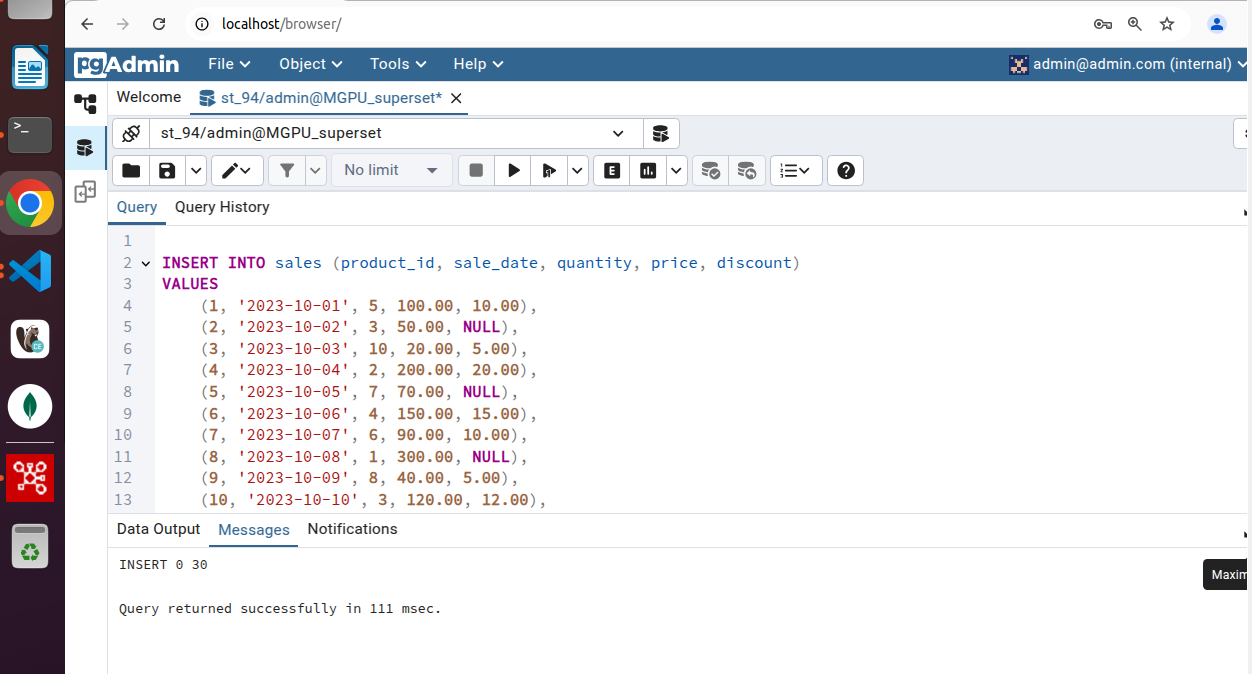 localhost/browser/
pgAdmin File Object Tools Help admin@admin.com (internal)
Welcome st_94/admin@MGPU_superset*
st_94/admin@MGPU_superset
No limit E
Query Query History
1
2 INSERT INTO sales (product_id, sale_date, quantity, price, discount)
3 VALUES
4 (1, '2023-10-01', 5, 100.00, 10.00),
5 (2, '2023-10-02', 3, 50.00, NULL),
6 (3, '2023-10-03', 10, 20.00, 5.00),
7 (4, '2023-10-04', 2, 200.00, 20.00),
8 (5, '2023-10-05', 7, 70.00, NULL),
9 (6, '2023-10-06', 4, 150.00, 15.00),
10 (7, '2023-10-07', 6, 90.00, 10.00),
11 (8, '2023-10-08', 1, 300.00, NULL),
12 (9, '2023-10-09', 8, 40.00, 5.00),
13 (10, '2023-10-10', 3, 120.00, 12.00),
Data Output Messages Notifications
INSERT 0 30
Maxim
Query returned successfully in 111 msec.